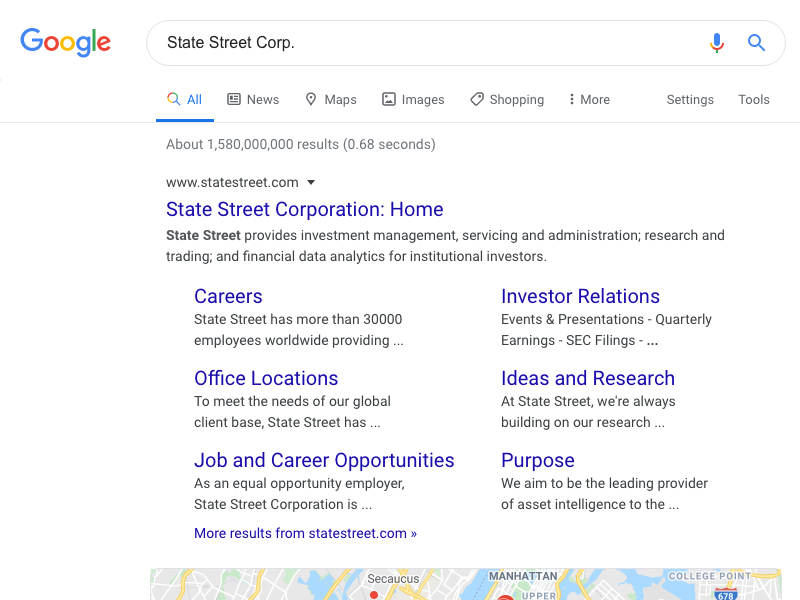 Google
State Street Corp.
All News Maps Images Shopping More Settings Tools
About 1,580,000,000 results (0.68 seconds)
www.statestreet.com
State Street Corporation: Home
State Street provides investment management, servicing and administration; research and
trading; and financial data analytics for institutional investors.
Careers
State Street has more than 30000
employees worldwide providing ...
Investor Relations
Events & Presentations - Quarterly
Earnings - SEC Filings - ...
Office Locations
To meet the needs of our global
client base, State Street has ...
Ideas and Research
At State Street, we're always
building on our research ...
Job and Career Opportunities
As an equal opportunity employer,
State Street Corporation is ...
Purpose
We aim to be the leading provider
of asset intelligence to the ...
More results from statestreet.com »
Secaucus
MANHATTAN
COLLEGE POINT
UPPER
678